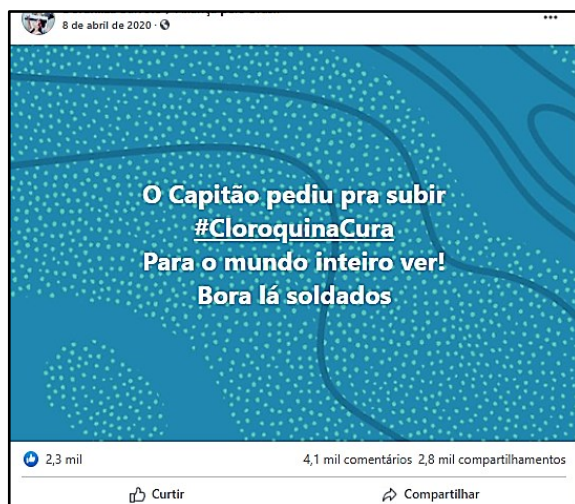 8 de abril de 2020 ·
O Capitão pediu pra subir
#CloroquinaCura
Para o mundo inteiro ver!
Bora lá soldados
2,3 mil
4,1 mil comentários 2,8 mil compartilhamentos
Curtir
Compartilhar